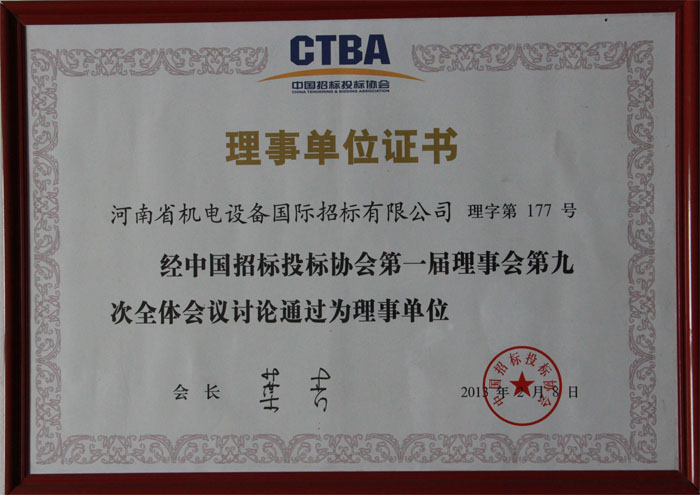 CTBA
中国招标投标协会
CHINA TENDERING & BIDDING ASSOCIATION
理事单位证书
河南省机电设备国际招标有限公司 理字第 177 号
经中国招标投标协会第一届理事会第九
次全体会议讨论通过为理事单位
会 长
2013 年 2 月 8 日
中国招标投标协会